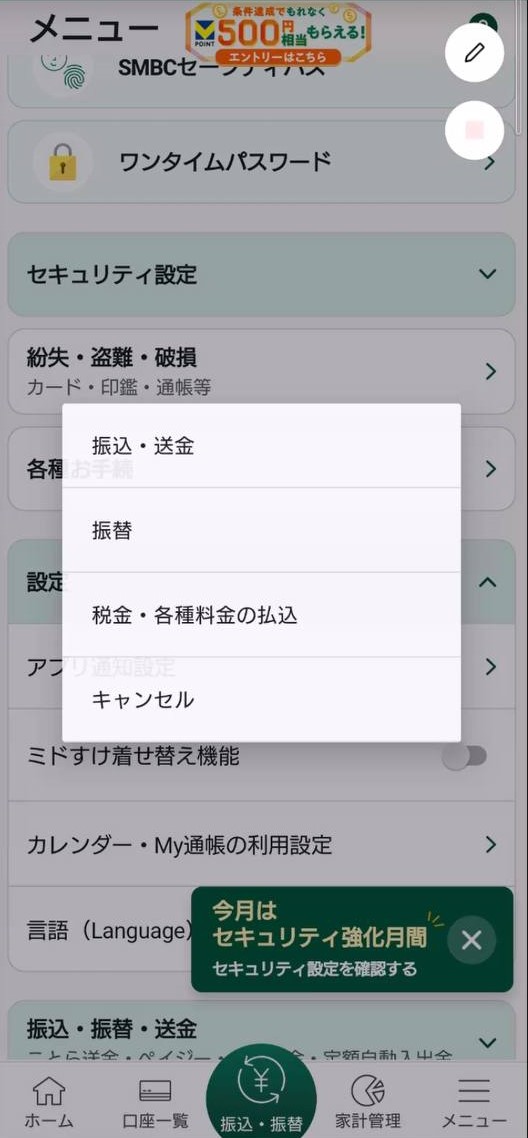 メニュー
条件達成でもれなく
V POINT 500円相当もらえる!
エントリーはこちら
SMBCセーフティパス
ワンタイムパスワード
セキュリティ設定
紛失・盗難・破損
カード・印鑑・通帳等
各種お手続
振込・送金
振替
税金・各種料金の払込
キャンセル
設定
アプリ通知設定
ミドすけ着せ替え機能
カレンダー・My通帳の利用設定
言語（Language）
今月は
セキュリティ強化月間
セキュリティ設定を確認する
振込・振替・送金
ことら送金・ペイジー・
金・定額自動入出金
ホーム
口座一覧
振込・振替
家計管理
メニュー